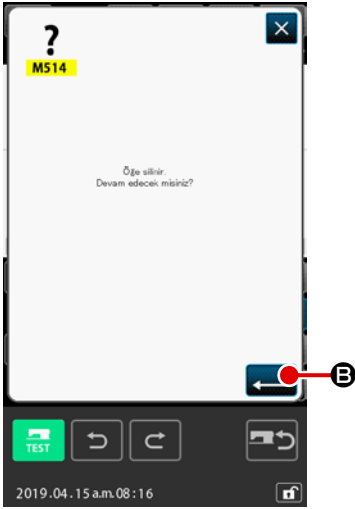 ?
M514
Öğe silinir.
Devam edecek misiniz?
B
TEST
2019.04.15 a.m.08:16